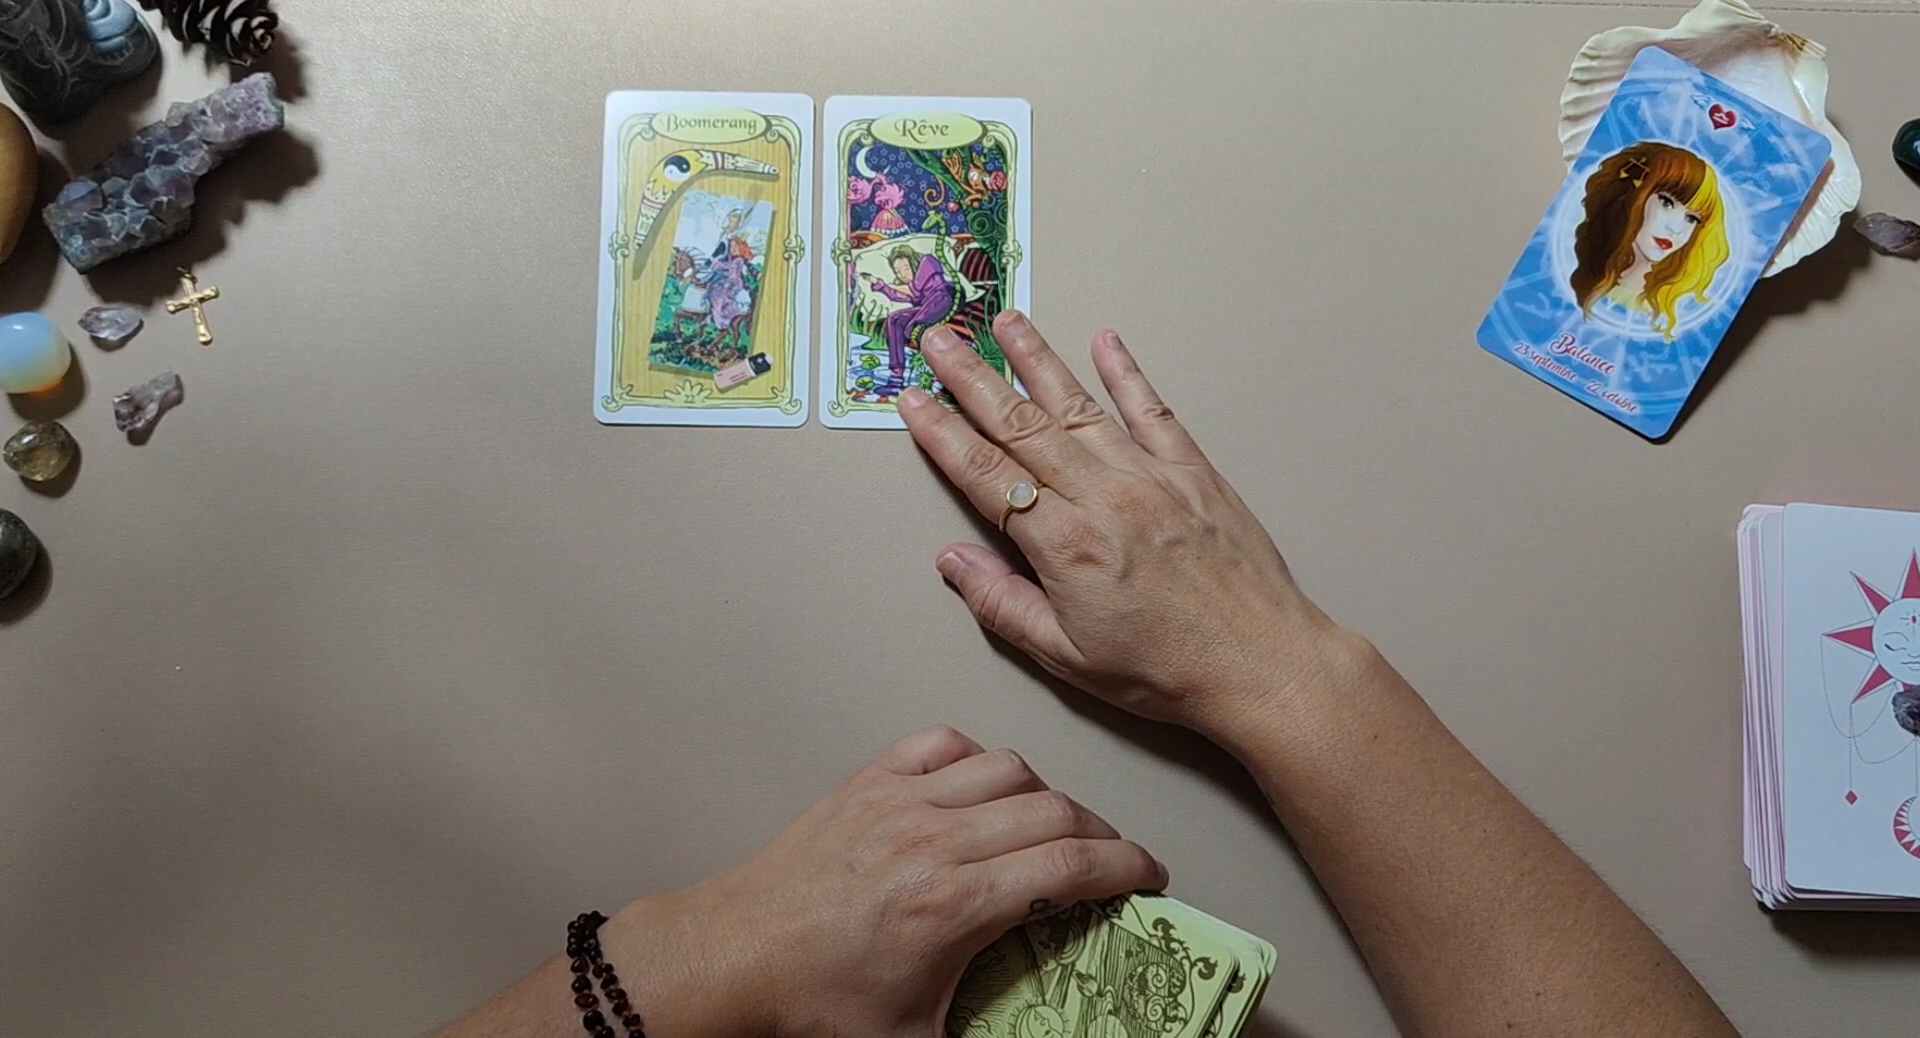 Boomerang
22
Rêve
Balance
23 septembre - 22 octobre